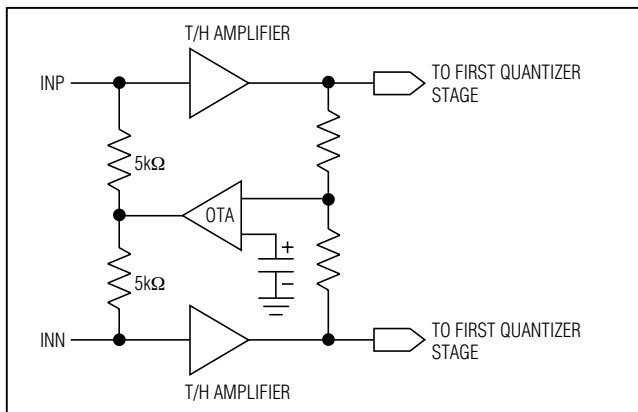 T/H AMPLIFIER
INP
TO FIRST QUANTIZER
STAGE
5kΩ
OTA
+
−
5kΩ
INN
TO FIRST QUANTIZER
STAGE
T/H AMPLIFIER